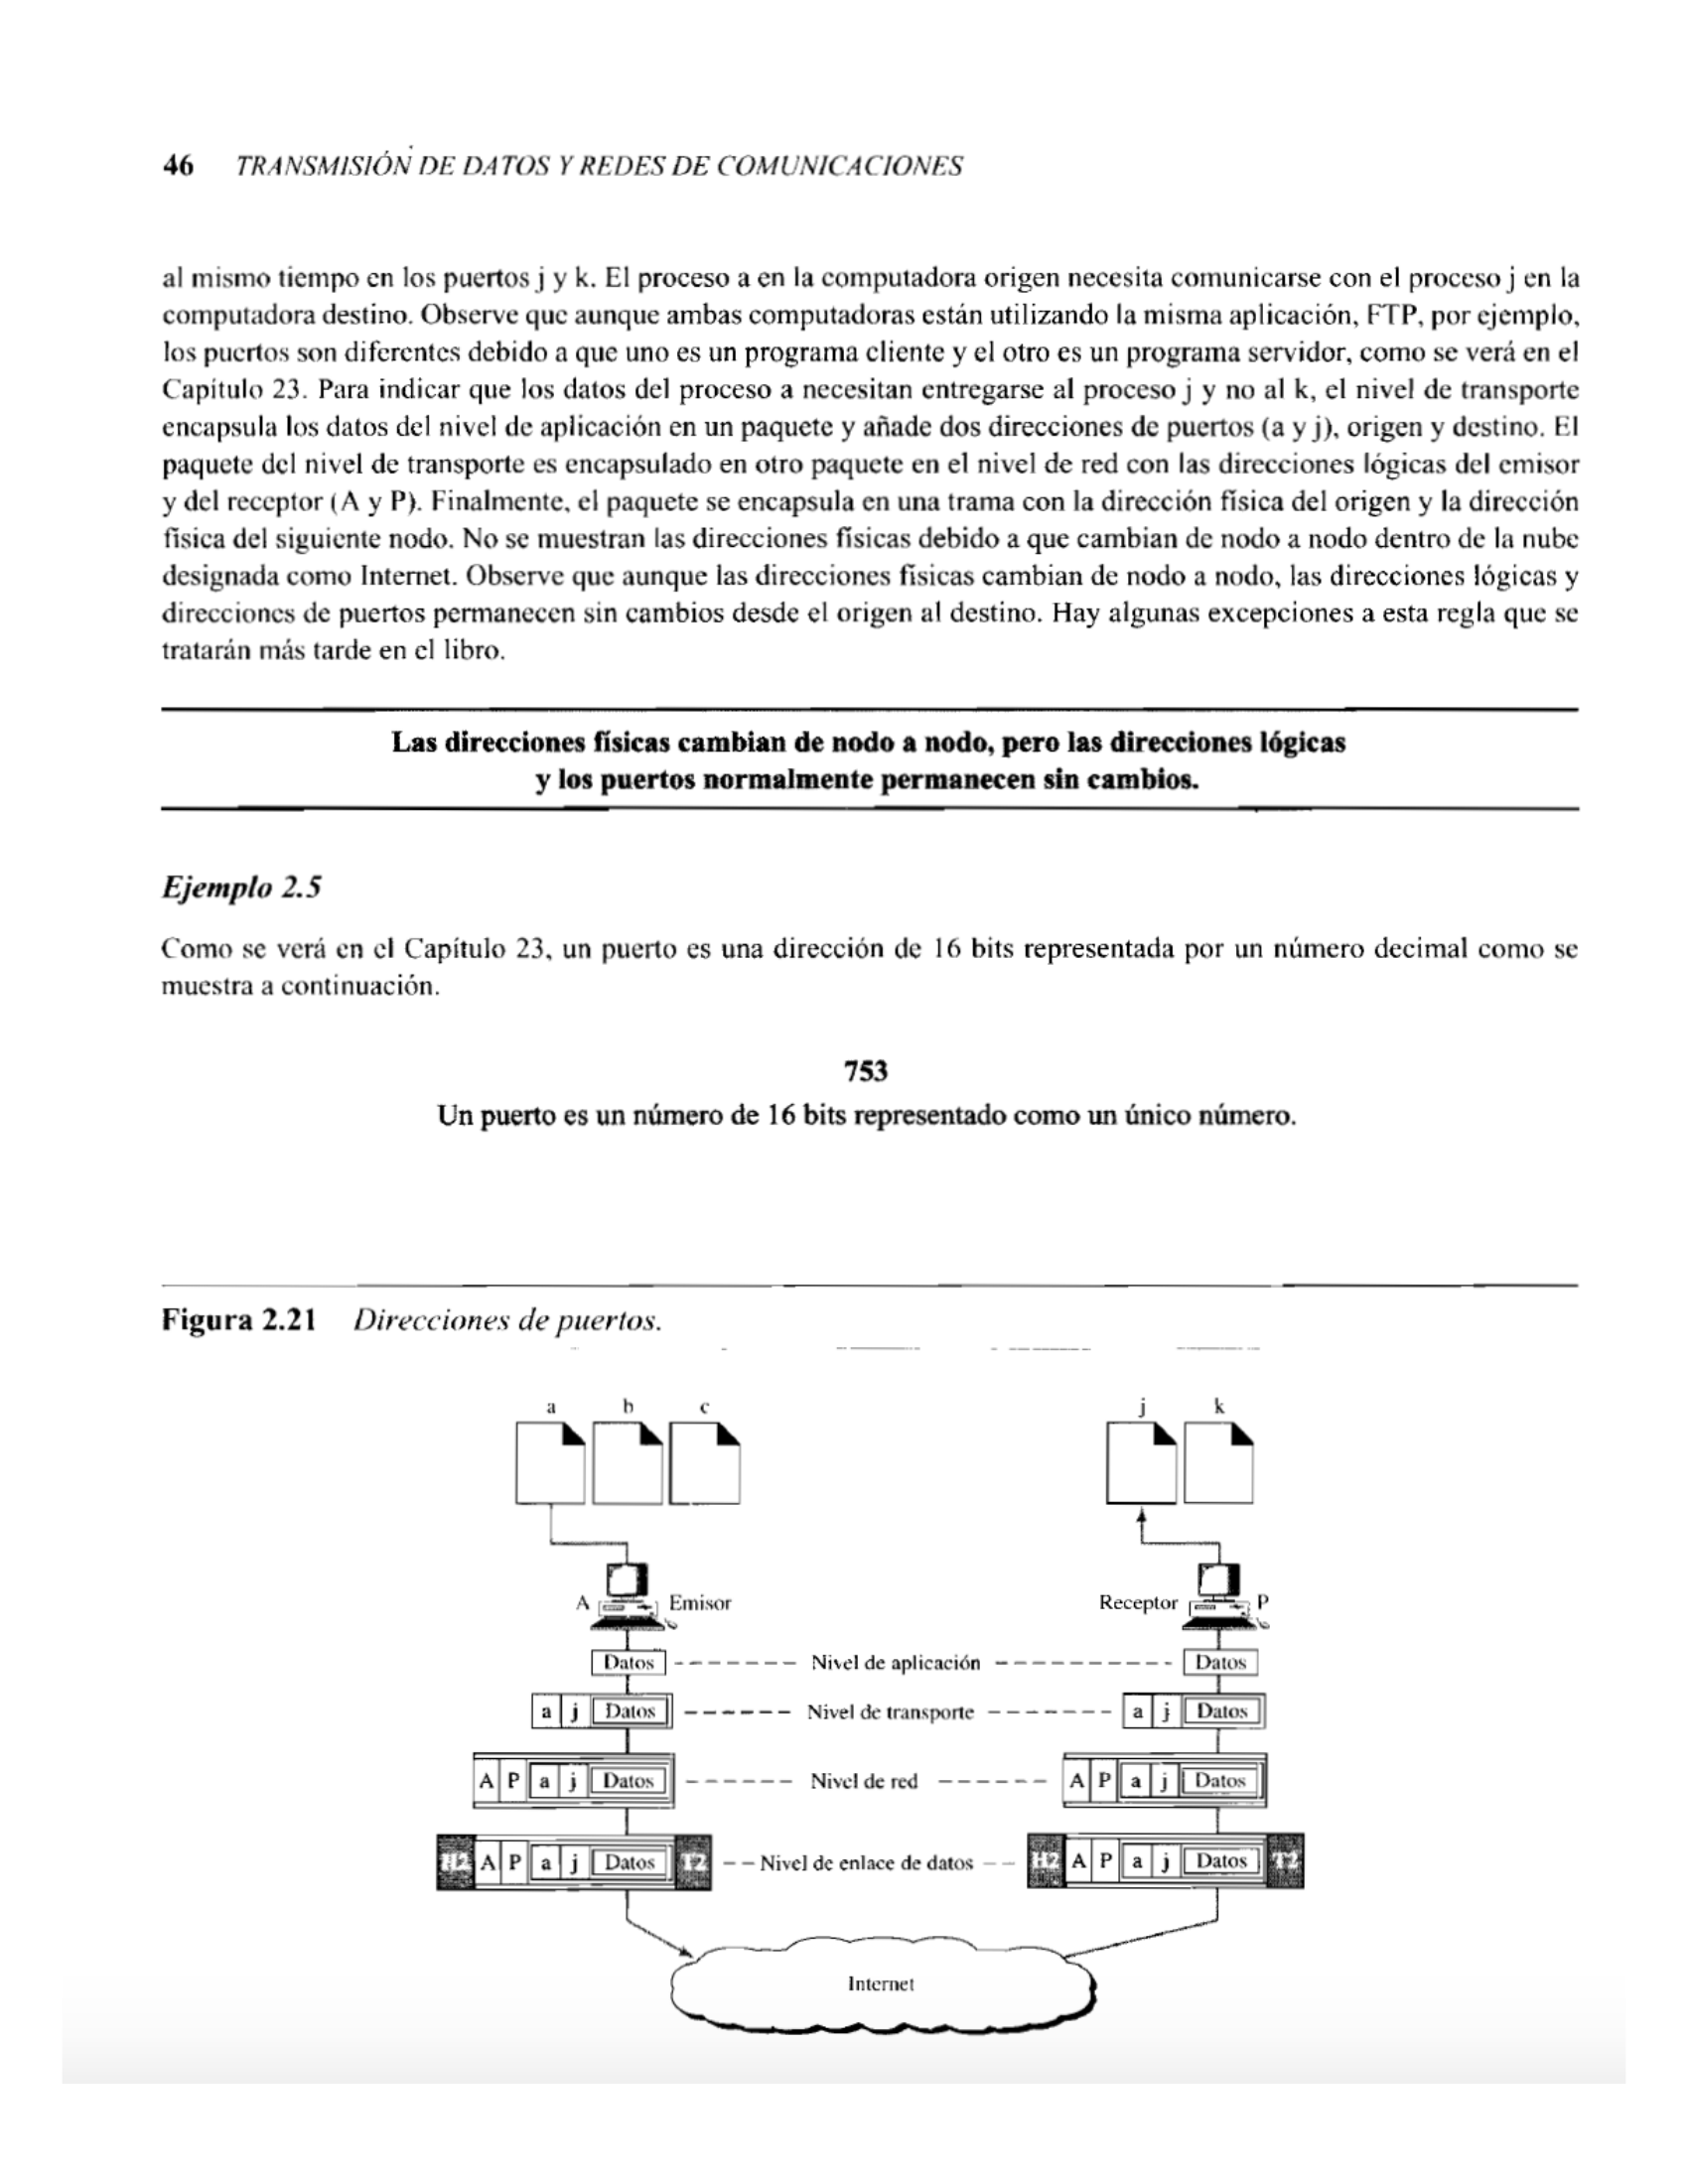 46 TRANSMISIÓN DE DATOS Y REDES DE COMUNICACIONES
al mismo tiempo en los puertos j y k. El proceso a en la computadora origen necesita comunicarse con el proceso j en la
computadora destino. Observe que aunque ambas computadoras están utilizando la misma aplicación, FTP, por ejemplo,
los puertos son diferentes debido a que uno es un programa cliente y el otro es un programa servidor, como se verá en el
Capítulo 23. Para indicar que los datos del proceso a necesitan entregarse al proceso j y no al k, el nivel de transporte
encapsula los datos del nivel de aplicación en un paquete y añade dos direcciones de puertos (a y j), origen y destino. El
paquete del nivel de transporte es encapsulado en otro paquete en el nivel de red con las direcciones lógicas del emisor
y del receptor (A y P). Finalmente, el paquete se encapsula en una trama con la dirección física del origen y la dirección
física del siguiente nodo. No se muestran las direcciones físicas debido a que cambian de nodo a nodo dentro de la nube
designada como Internet. Observe que aunque las direcciones físicas cambian de nodo a nodo, las direcciones lógicas y
direcciones de puertos permanecen sin cambios desde el origen al destino. Hay algunas excepciones a esta regla que se
tratarán más tarde en el libro.
Las direcciones físicas cambian de nodo a nodo, pero las direcciones lógicas
y los puertos normalmente permanecen sin cambios.
Ejemplo 2.5
Como se verá en el Capítulo 23, un puerto es una dirección de 16 bits representada por un número decimal como se
muestra a continuación.
753
Un puerto es un número de 16 bits representado como un único número.
Figura 2.21 Direcciones de puertos.
a b c j k
A Emisor Receptor P
Datos Nivel de aplicación Datos
a j Datos Nivel de transporte a j Datos
A P a j Datos Nivel de red A P a j Datos
H2 A P a j Datos T2 Nivel de enlace de datos H2 A P a j Datos T2
Internet